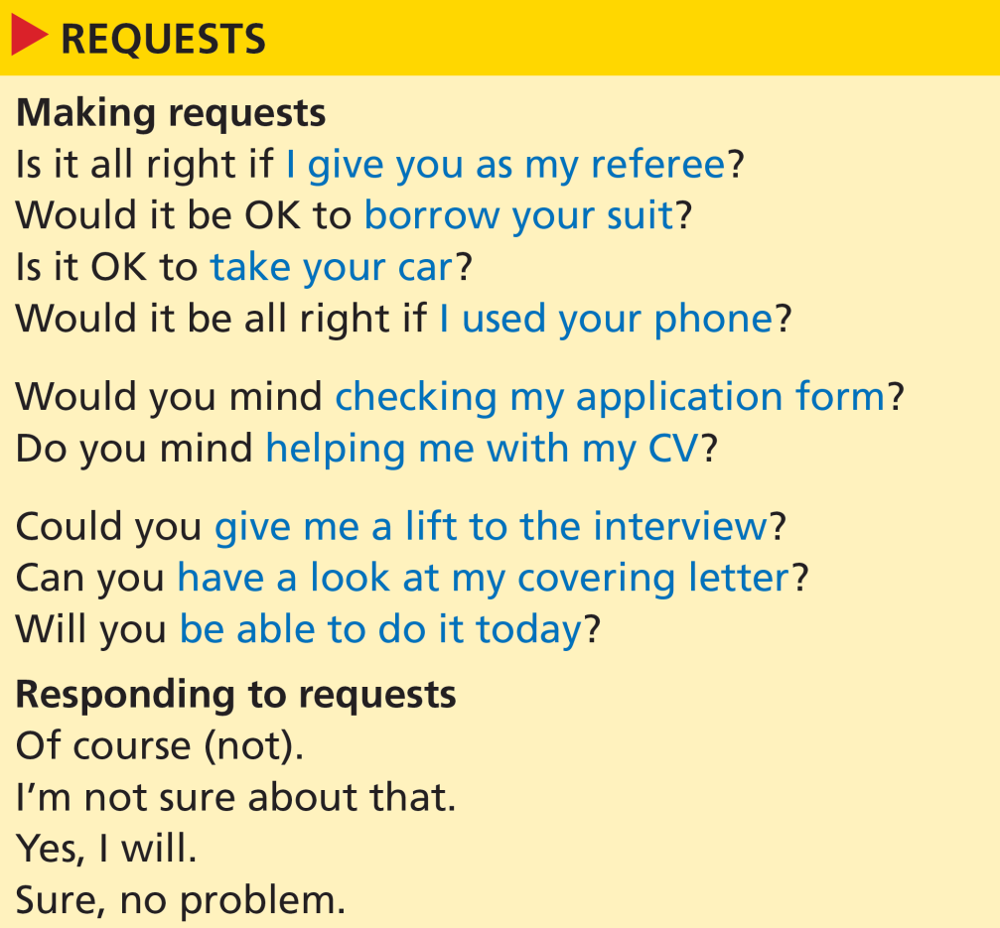 REQUESTS
Making requests
Is it all right if I give you as my referee?
Would it be OK to borrow your suit?
Is it OK to take your car?
Would it be all right if I used your phone?
Would you mind checking my application form?
Do you mind helping me with my CV?
Could you give me a lift to the interview?
Can you have a look at my covering letter?
Will you be able to do it today?
Responding to requests
Of course (not).
I'm not sure about that.
Yes, I will.
Sure, no problem.